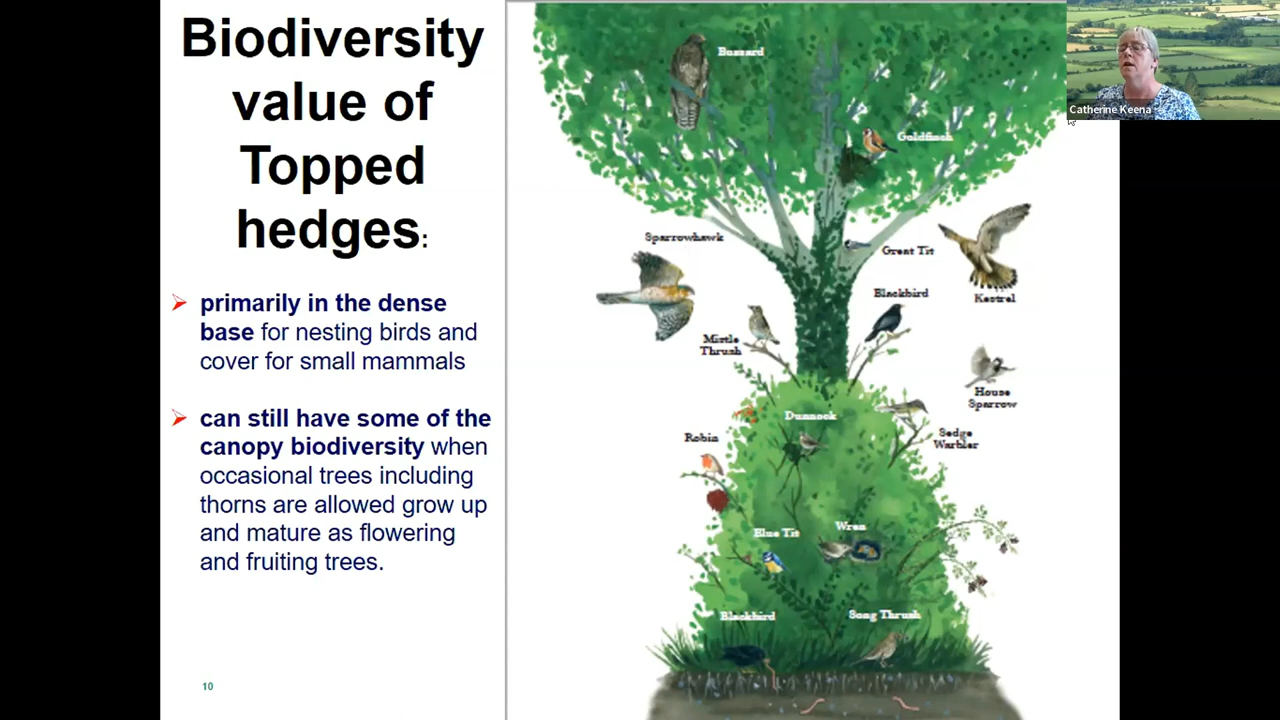 Biodiversity
value of
Topped
hedges:
primarily in the dense
base for nesting birds and
cover for small mammals
can still have some of the
canopy biodiversity when
occasional trees including
thorns are allowed grow up
and mature as flowering
and fruiting trees.
10
Buzzard
Goldfinch
Sparrowhawk
Great Tit
Kestrel
Blackbird
Mistle
Thrush
House
Sparrow
Dunnock
Robin
Sedge
Warbler
Wren
Blue Tit
Blackbird
Song Thrush
Catherine Keena